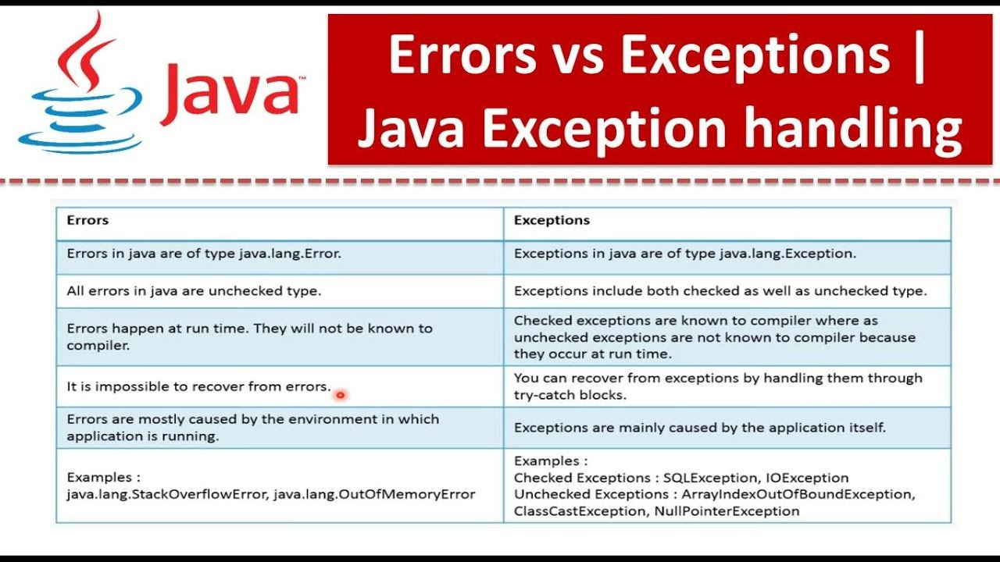 Java™
Errors vs Exceptions |
Java Exception handling
Errors
Exceptions
Errors in java are of type java.lang.Error.
Exceptions in java are of type java.lang.Exception.
All errors in java are unchecked type.
Exceptions include both checked as well as unchecked type.
Errors happen at run time. They will not be known to
compiler.
Checked exceptions are known to compiler where as
unchecked exceptions are not known to compiler because
they occur at run time.
It is impossible to recover from errors.
You can recover from exceptions by handling them through
try-catch blocks.
Errors are mostly caused by the environment in which
application is running.
Exceptions are mainly caused by the application itself.
Examples :
java.lang.StackOverflowError, java.lang.OutOfMemoryError
Examples :
Checked Exceptions : SQLException, IOException
Unchecked Exceptions : ArrayIndexOutOfBoundException,
ClassCastException, NullPointerException